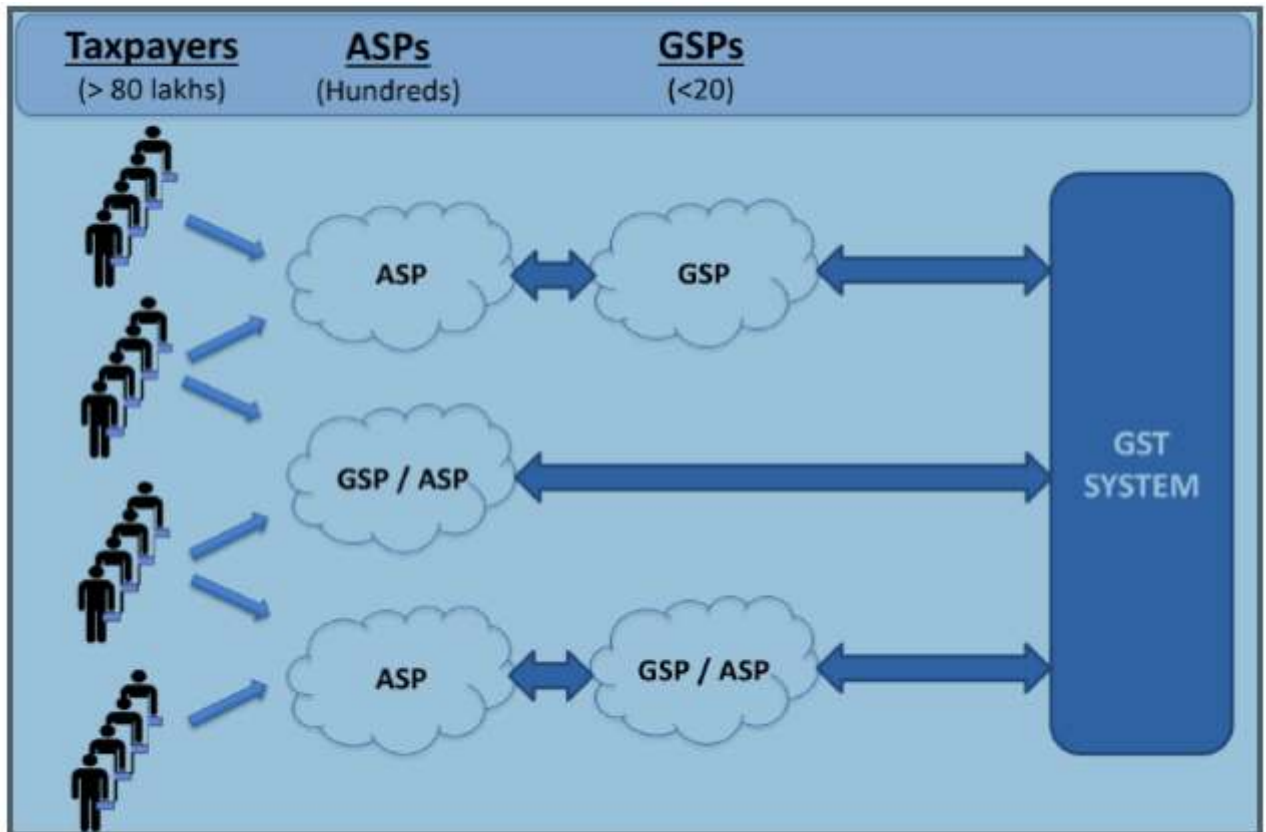 Taxpayers
(> 80 lakhs)
ASPs
(Hundreds)
GSPs
(<20)
ASP
GSP
GSP / ASP
GST
SYSTEM
ASP
GSP / ASP